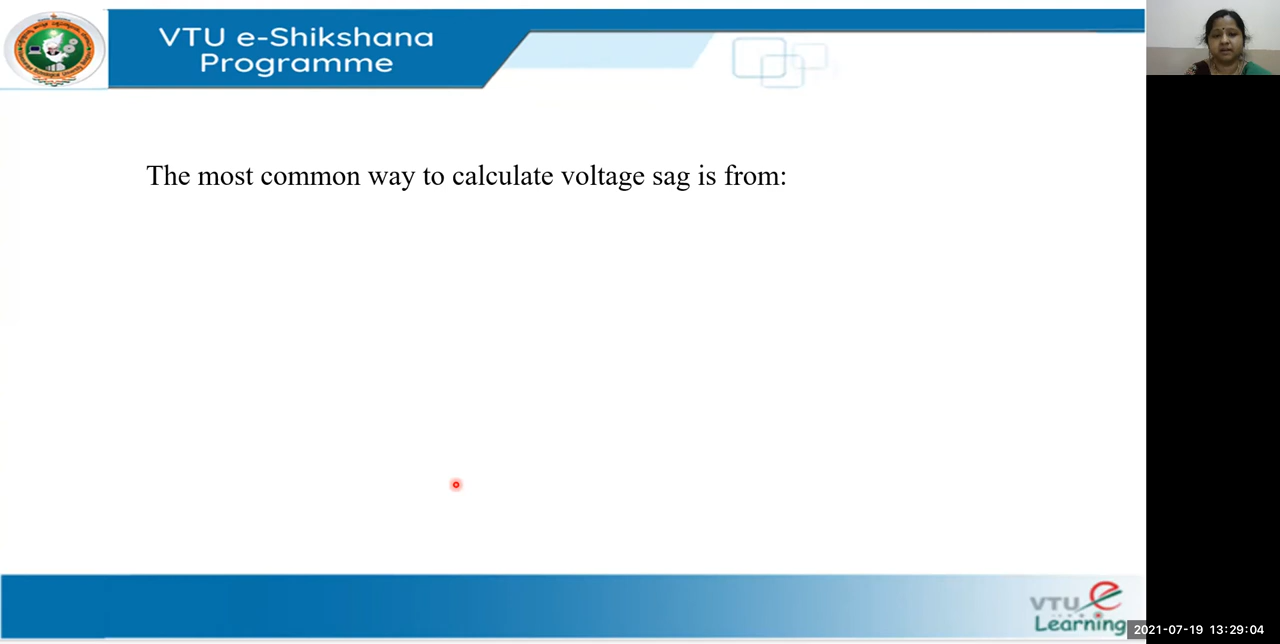 VTU e-Shikshana
Programme
The most common way to calculate voltage sag is from:
VTU e
Learning
2021-07-19 13:29:04